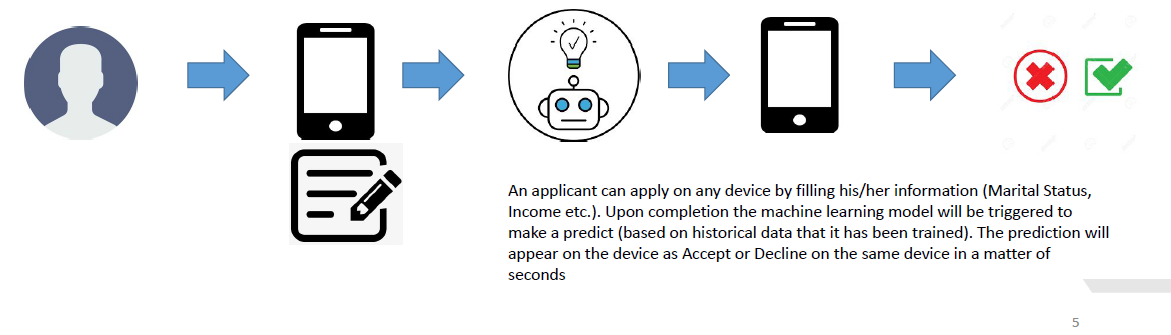 An applicant can apply on any device by filling his/her information (Marital Status,
Income etc.). Upon completion the machine learning model will be triggered to
make a predict (based on historical data that it has been trained). The prediction will
appear on the device as Accept or Decline on the same device in a matter of
seconds
5